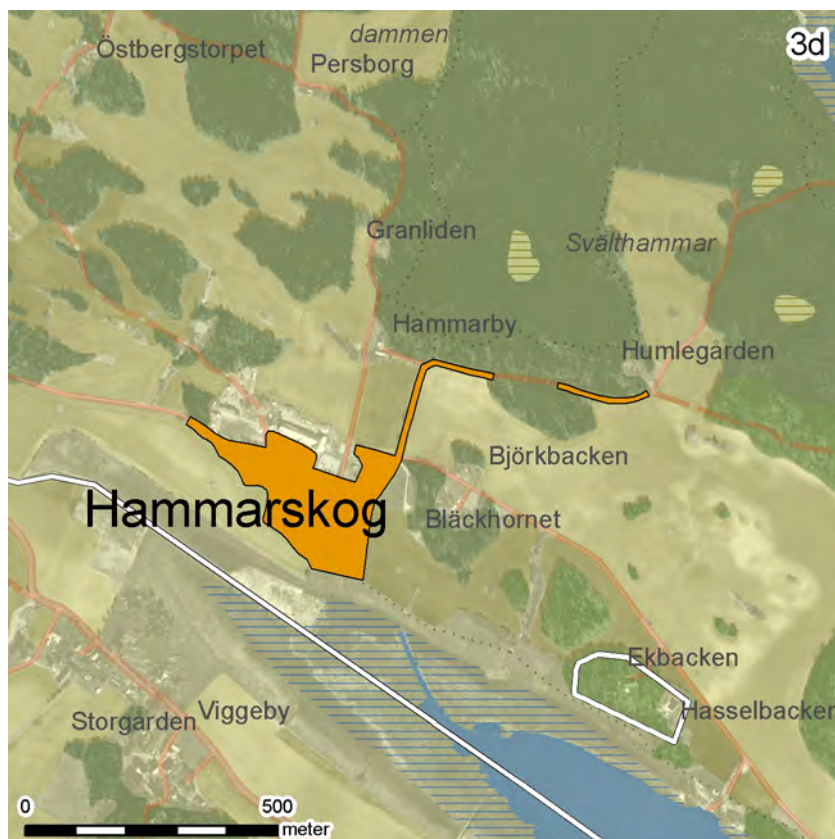 dammen
3d
Östbergstorpet
Persborg
Granliden
Svälthammar
Hammarby
Humlegården
Björkbacken
Hammarskog
Bläckhornet
Ekbacken
Storgården
Viggeby
Hasselbacken
0 500
meter